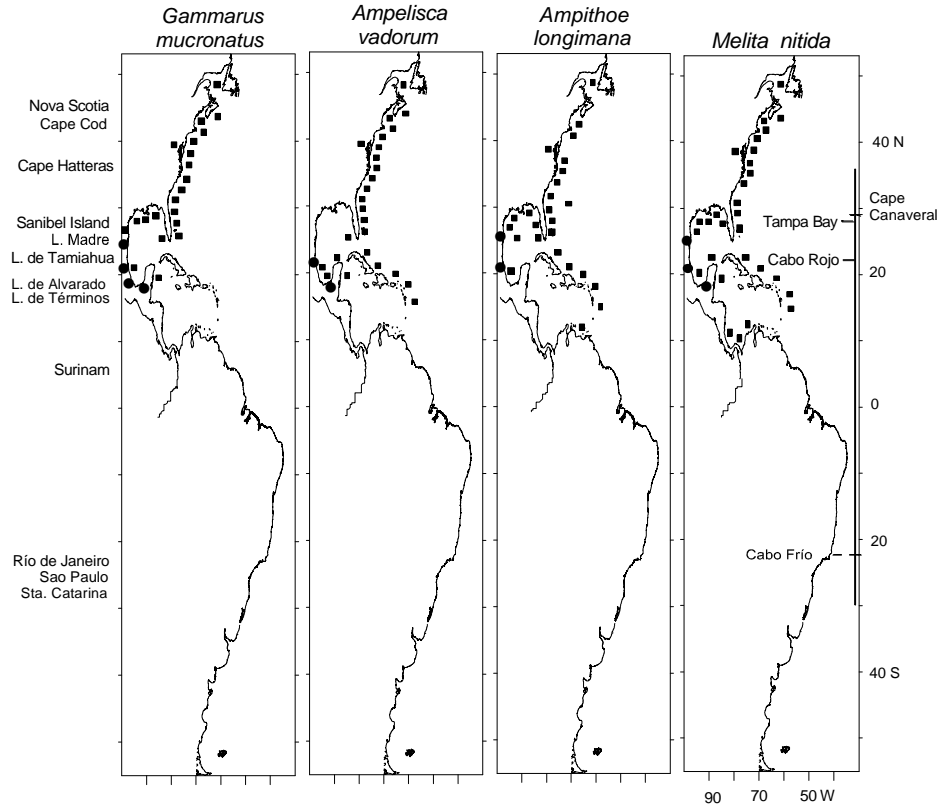 Gammarus
mucronatus
Ampelisca
vadorum
Ampithoe
longimana
Melita nitida
Nova Scotia
Cape Cod
Cape Hatteras
Sanibel Island
L. Madre
L. de Tamiahua
L. de Alvarado
L. de Términos
Surinam
Río de Janeiro
Sao Paulo
Sta. Catarina
Tampa Bay
Cabo Rojo
Cabo Frío
40 N
Cape
Canaveral
20
0
20
40 S
90
70
50 W